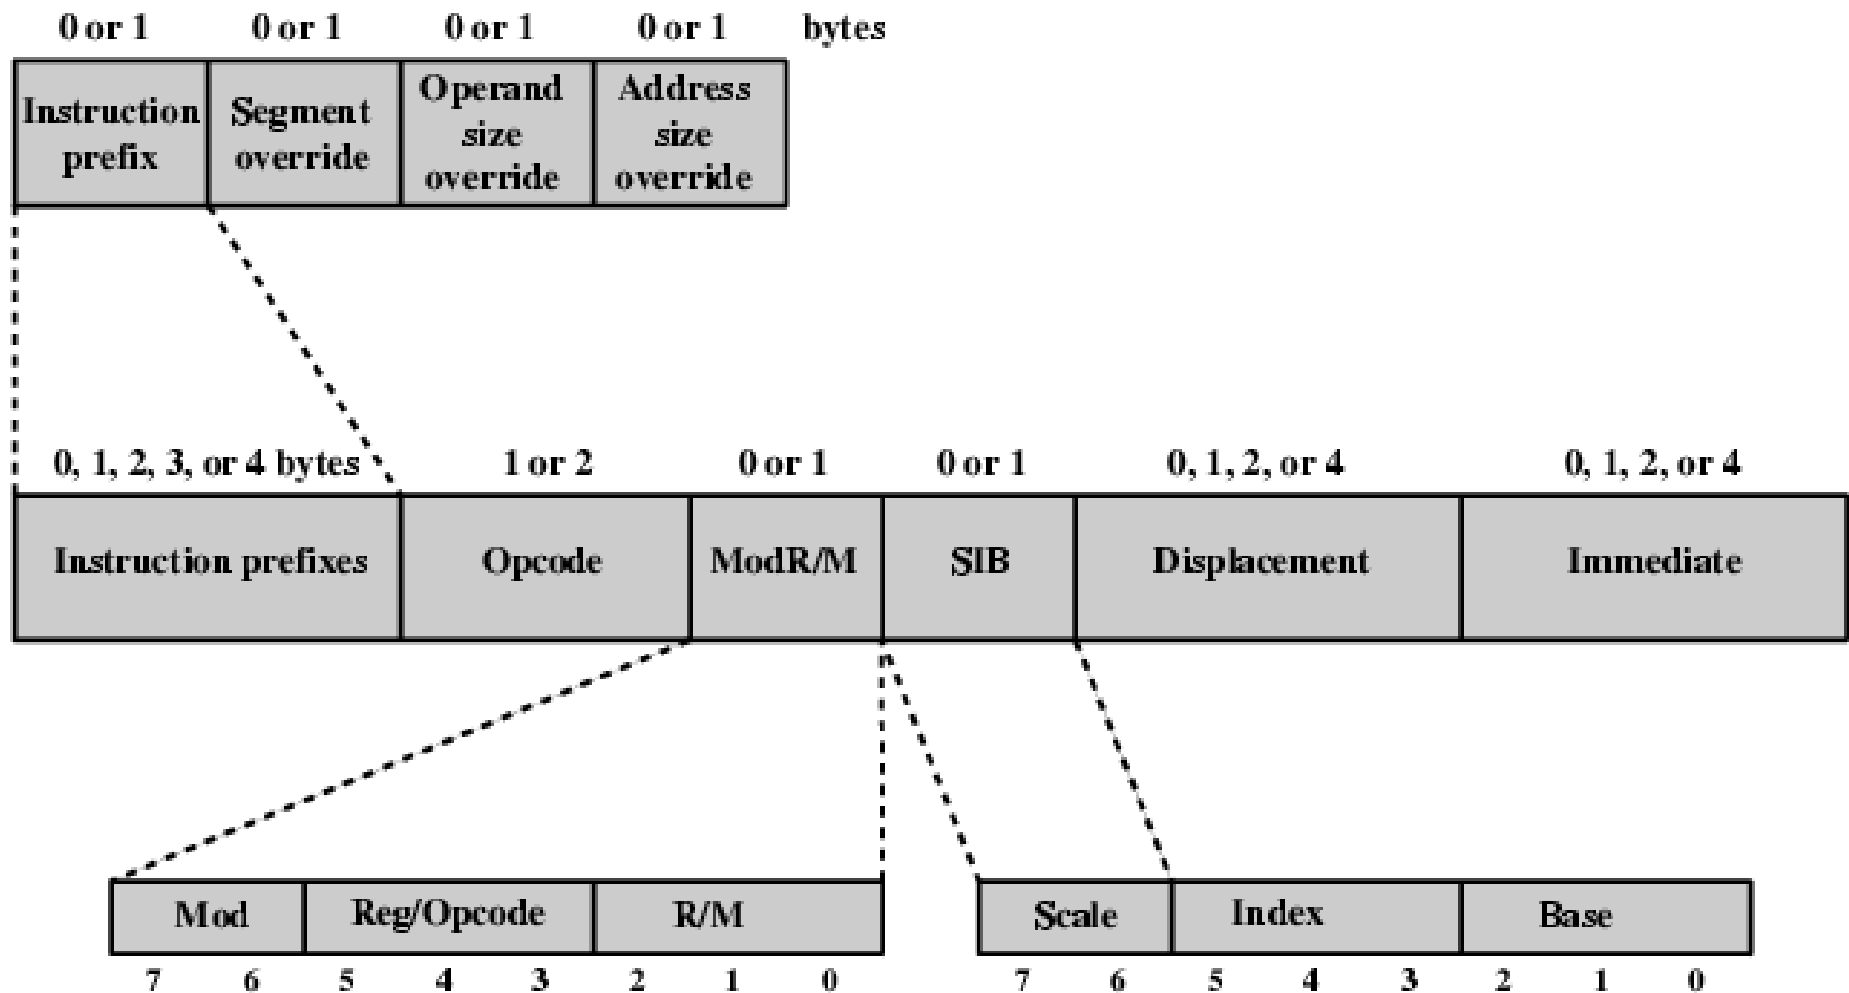 0 or 1 0 or 1 0 or 1 0 or 1 bytes
Instruction prefix
Segment override
Operand size override
Address size override
0, 1, 2, 3, or 4 bytes 1 or 2 0 or 1 0 or 1 0, 1, 2, or 4 0, 1, 2, or 4
Instruction prefixes Opcode ModR/M SIB Displacement Immediate
Mod Reg/Opcode R/M Scale Index Base
7 6 5 4 3 2 1 0 7 6 5 4 3 2 1 0